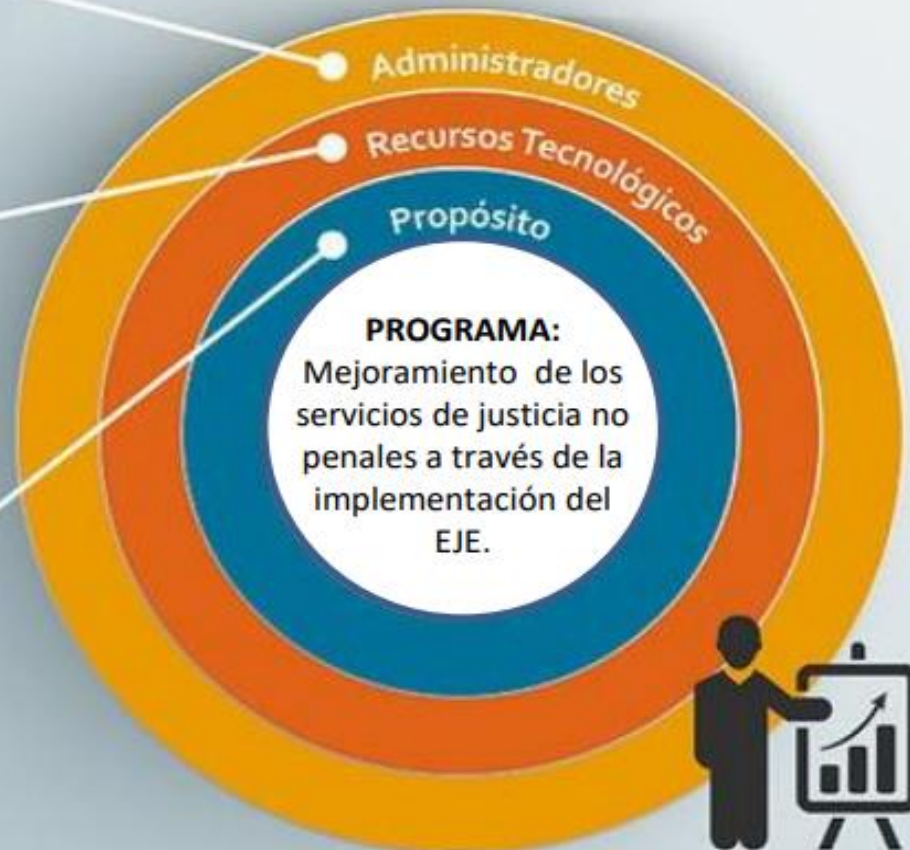 Administradores
Recursos Tecnológicos
Propósito
PROGRAMA:
Mejoramiento de los
servicios de justicia no
penales a través de la
implementación del
EJE.